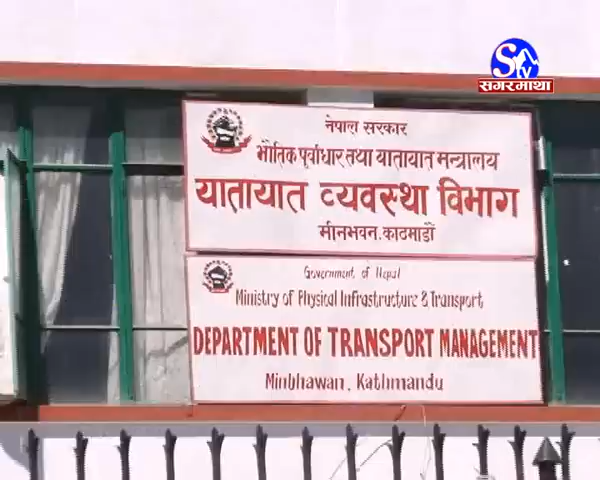 STV
सगरमाथा
नेपाल सरकार
भौतिक पूर्वाधार तथा यातायात मन्त्रालय
यातायात व्यवस्था विभाग
मीनभवन, काठमाडौं
Government of Nepal
Ministry of Physical Infrastructure & Transport
DEPARTMENT OF TRANSPORT MANAGEMENT
Minbhawan, Kathmandu